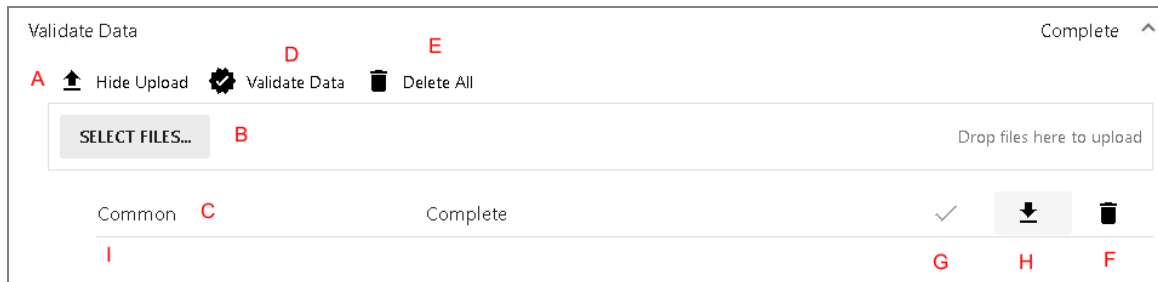 Validate Data Complete
D E
A Hide Upload Validate Data Delete All
SELECT FILES... B Drop files here to upload
Common C Complete
I G H F